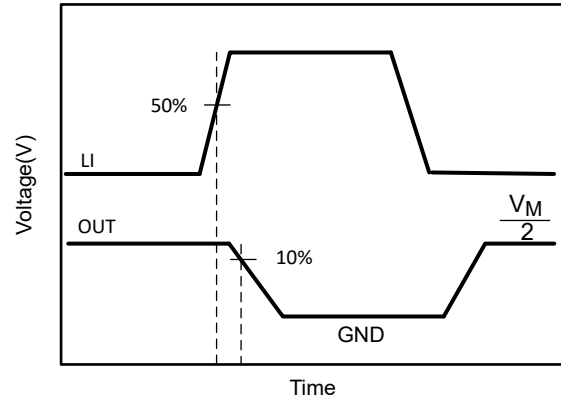 50%
LI
Voltage(V)
OUT
V_M
2
10%
GND
Time